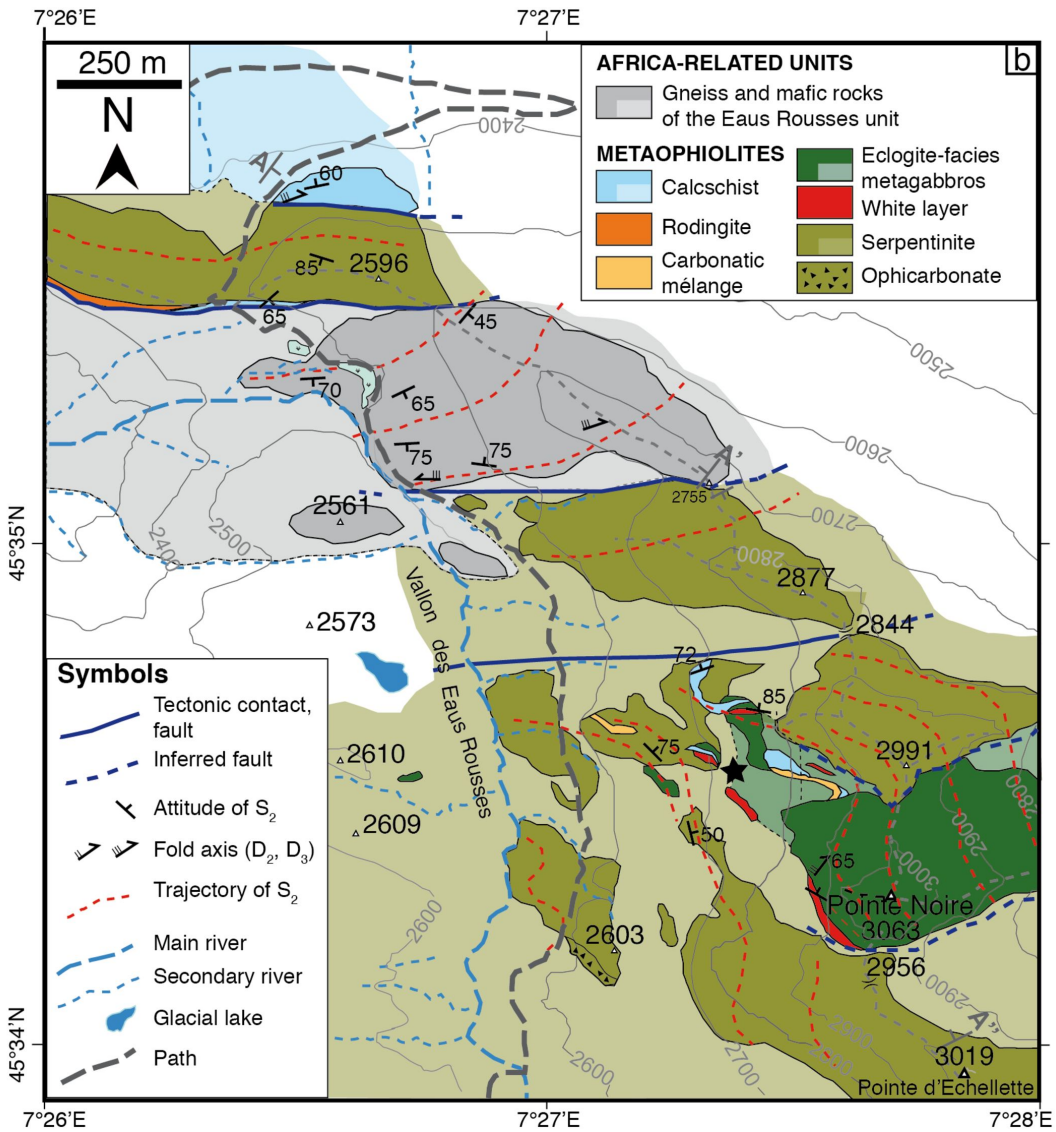 7°26’E
7°27’E
250 m
N
b
AFRICA-RELATED UNITS
Gneiss and mafic rocks
of the Eaus Rousses unit
METAOPHIOLITES
Calcschist
Rodingite
Carbonatic
mélange
Eclogite-facies
metagabbros
White layer
Serpentinite
Ophicarbonate
2400
A
60
85
2596
65
45
2500
70
65
2600
75
75
A’
2755
2700
2561
2400
2500
45°35’N
2800
2877
2573
2844
Vallon des Eaus Rousses
72
85
Symbols
Tectonic contact,
fault
Inferred fault
Attitude of S2
Fold axis (D2, D3)
Trajectory of S2
Main river
Secondary river
Glacial lake
Path
2610
75
2991
2800
2609
50
2900
65
3000
Pointe Noire
3063
2600
2603
2956
2900
A’’
45°34’N
2600
2700
3019
Pointe d’Echellette
7°26’E
7°27’E
7°28’E